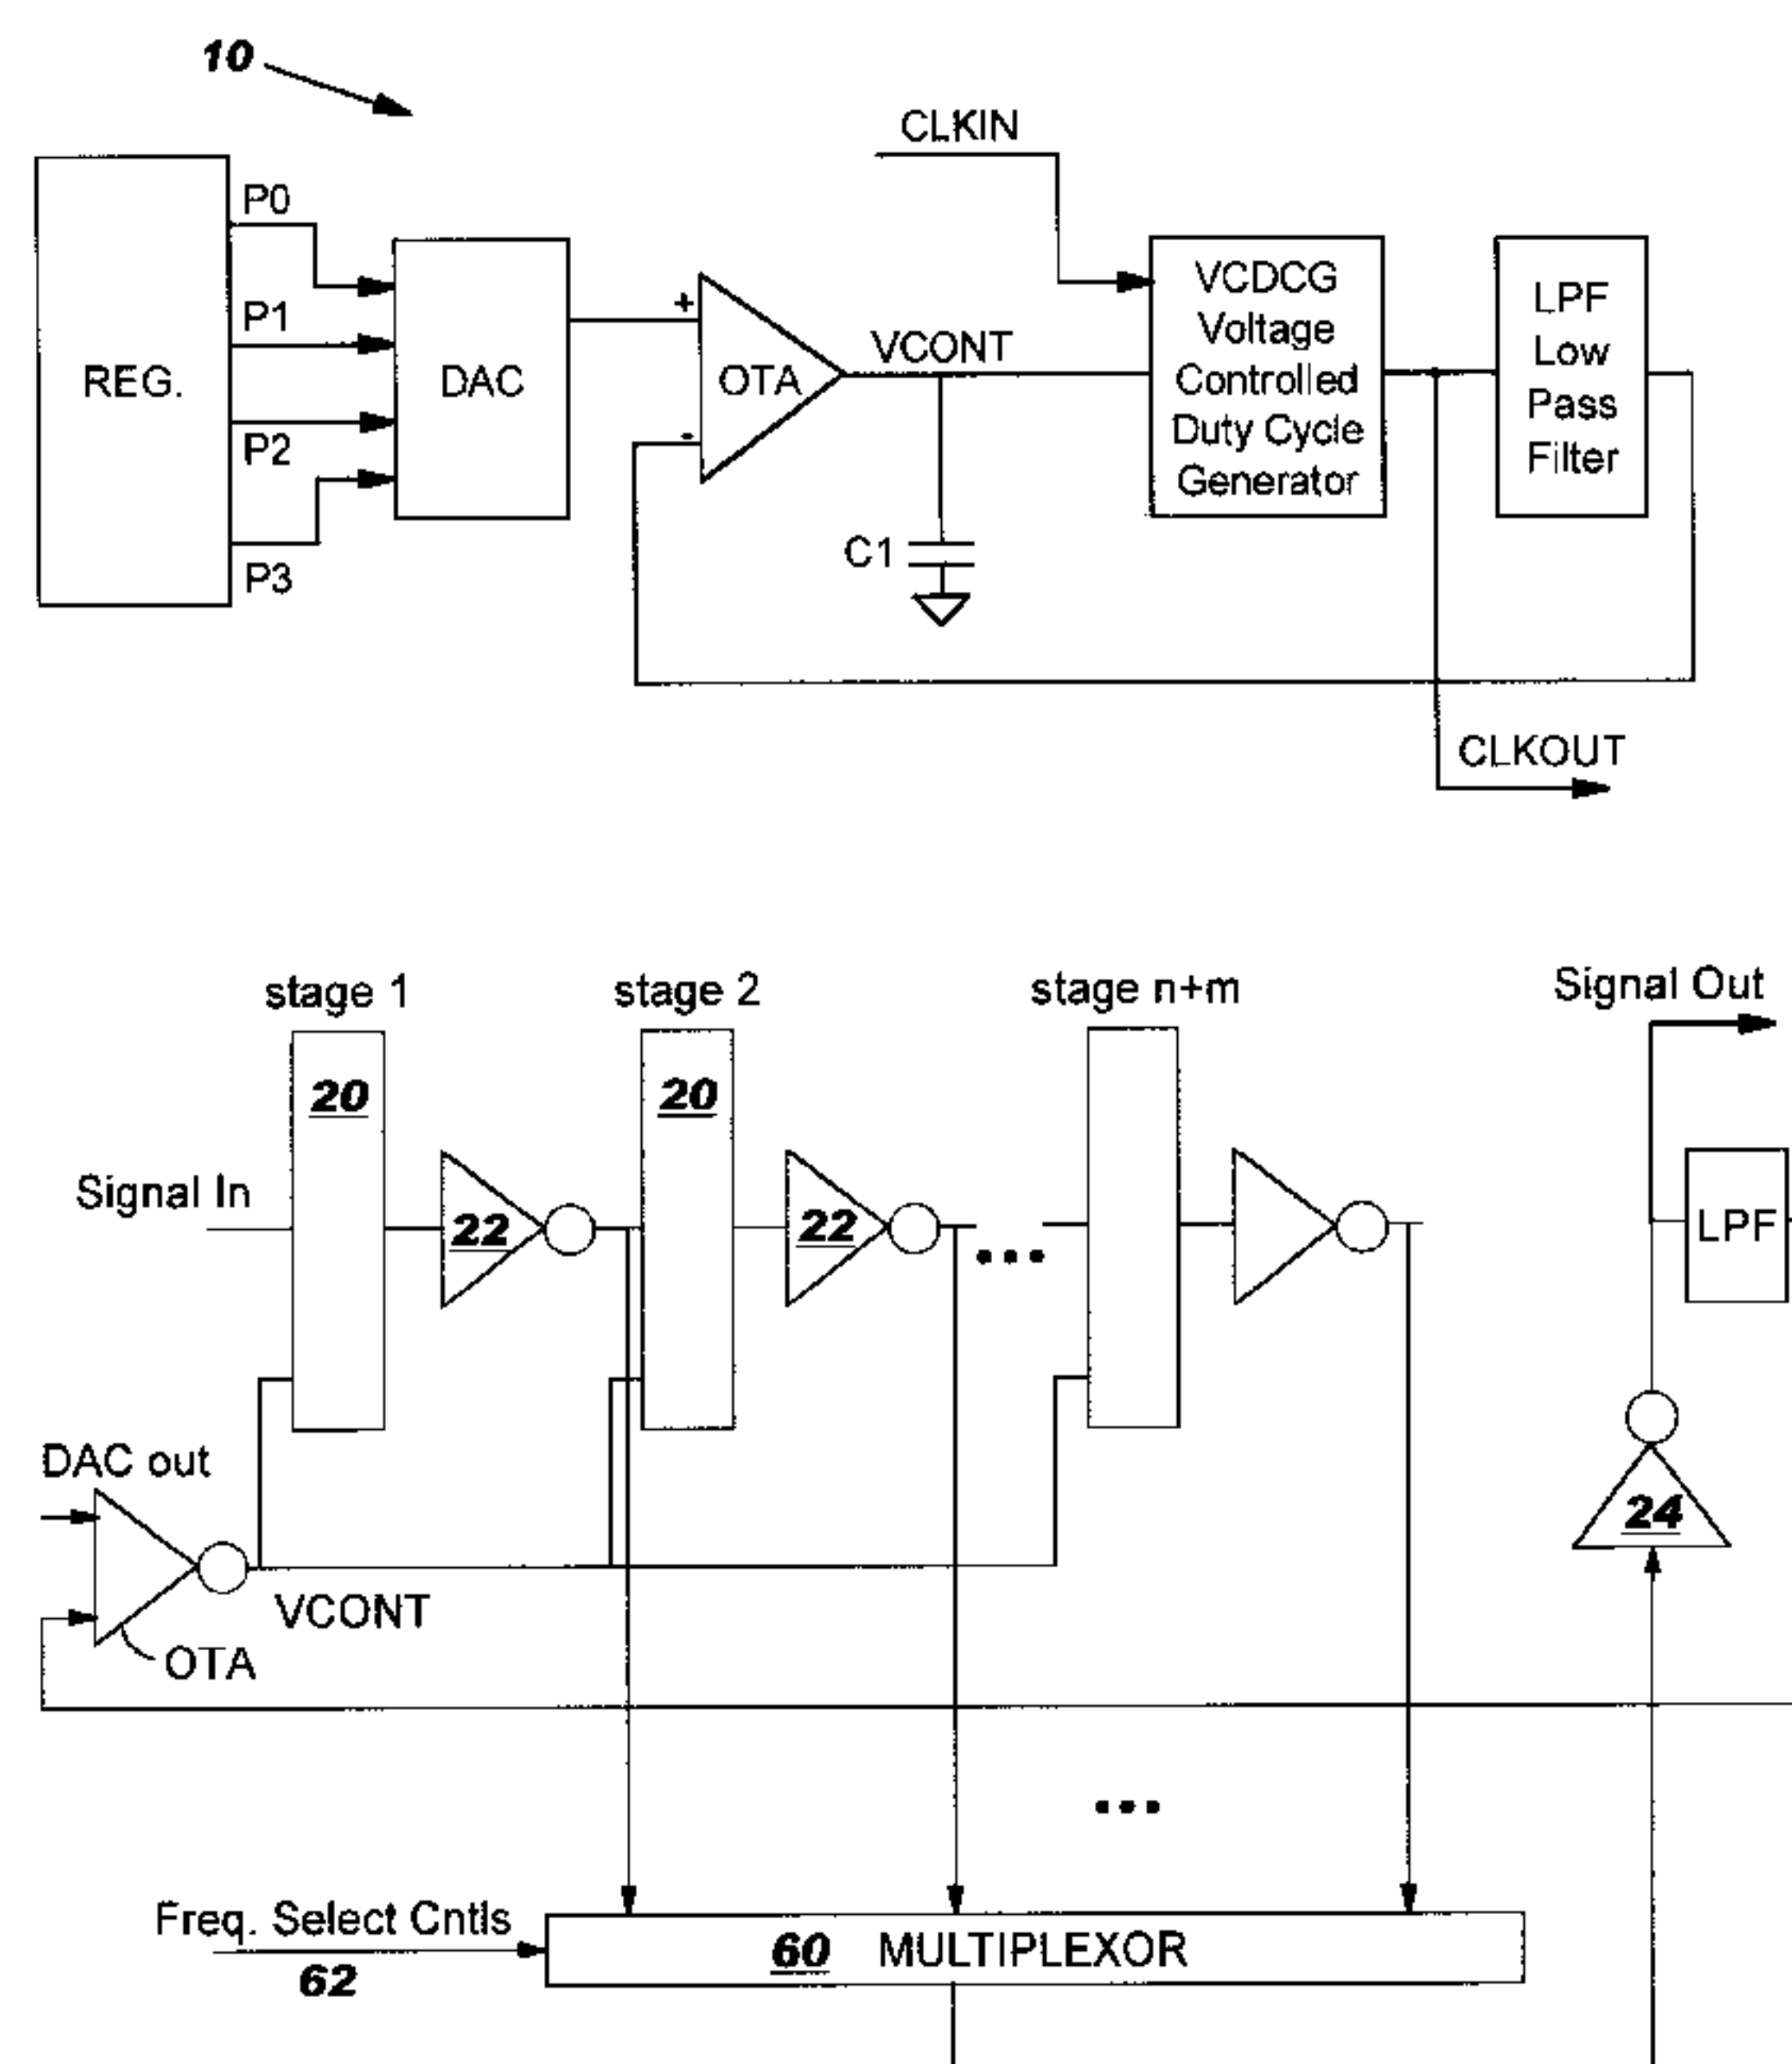 10
CLKIN
P0
P1
P2
P3
REG.
DAC
+
-
OTA
VCONT
C1
VCDCG
Voltage
Controlled
Duty Cycle
Generator
LPF
Low
Pass
Filter
CLKOUT
stage 1
stage 2
stage n+m
Signal Out
20
20
Signal In
22
22
...
LPF
DAC out
24
VCONT
OTA
...
Freq. Select Cntls
62
60 MULTIPLEXOR